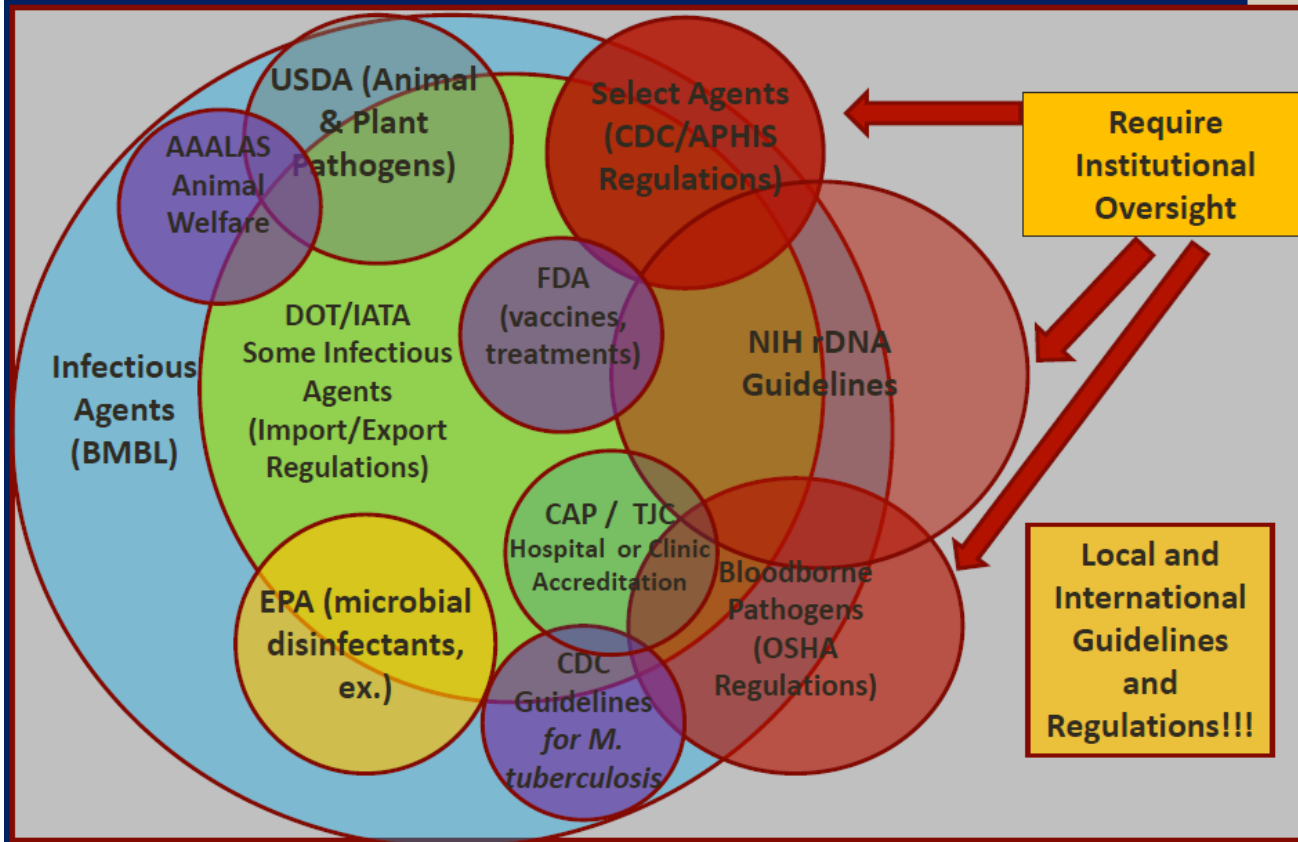 USDA (Animal
& Plant
Pathogens)
AAALAS
Animal
Welfare
Select Agents
(CDC/APHIS
Regulations)
Require
Institutional
Oversight
FDA
(vaccines,
treatments)
DOT/IATA
Some Infectious
Agents
(Import/Export
Regulations)
Infectious
Agents
(BMBL)
NIH rDNA
Guidelines
CAP / TJC
Hospital or Clinic
Accreditation
EPA (microbial
disinfectants,
ex.)
Bloodborne
Pathogens
(OSHA
Regulations)
CDC
Guidelines
for M.
tuberculosis
Local and
International
Guidelines
and
Regulations!!!